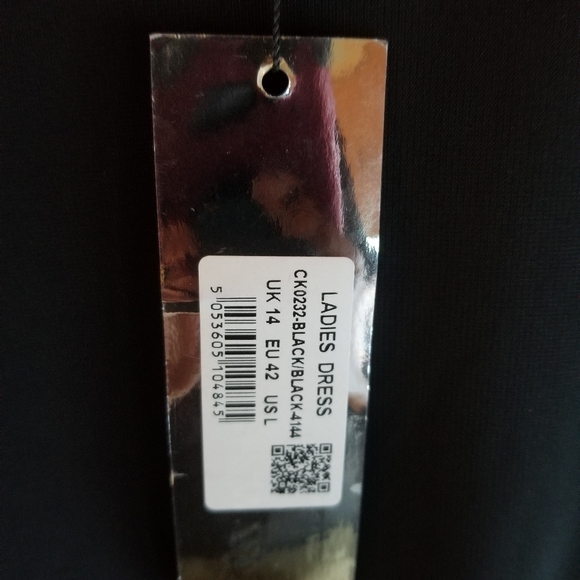 LADIES DRESS
CK0232-BLACK/BLACK-4144
UK 14 EU 42 US L
5 053605 104845